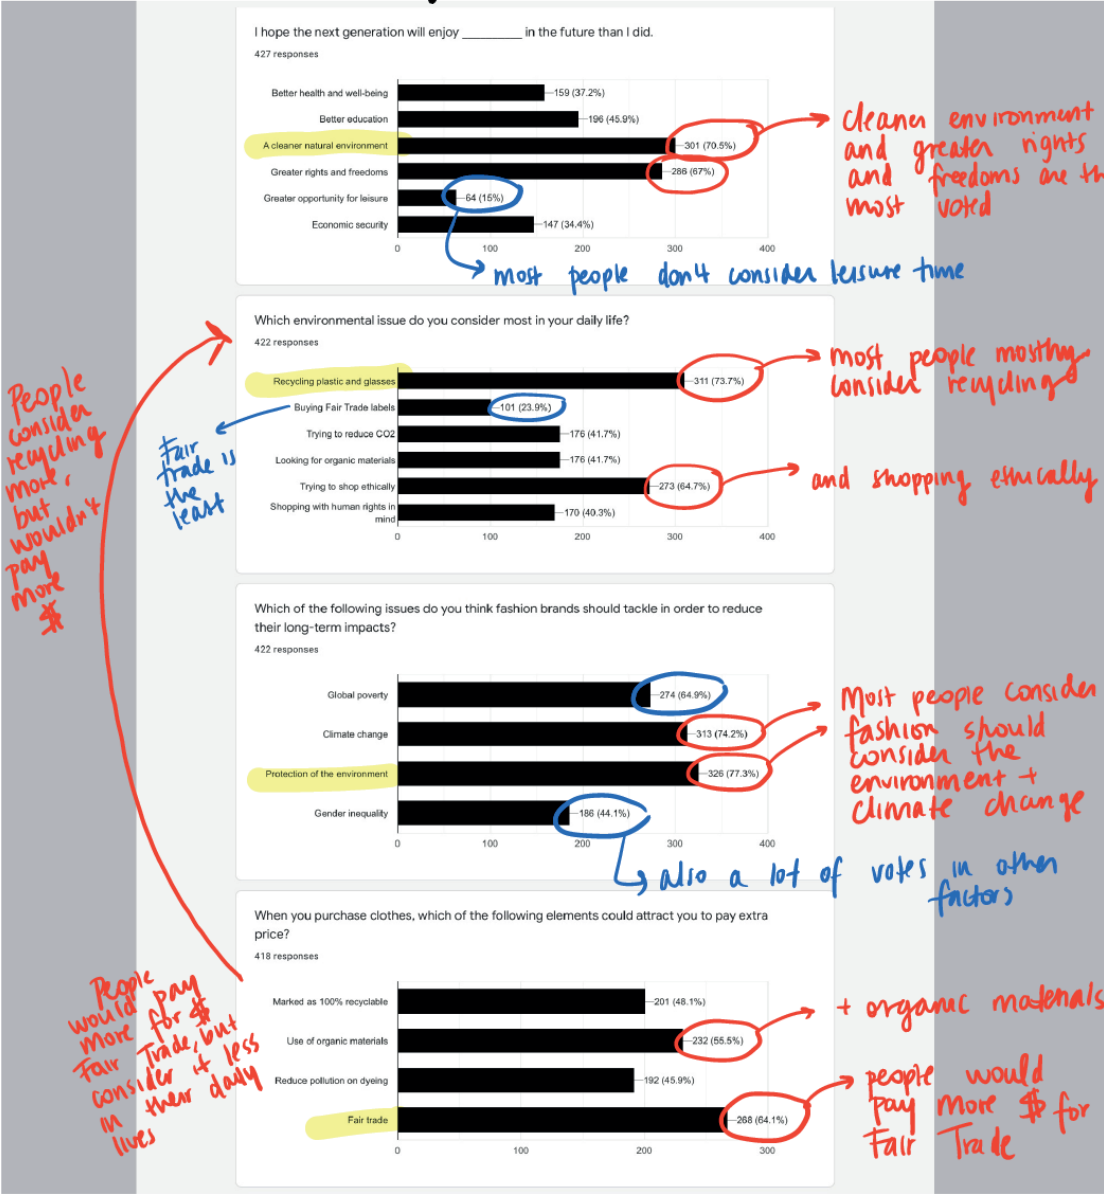 I hope the next generation will enjoy ________ in the future than I did.
427 responses
Better health and well-being
159 (37.2%)
Better education
196 (45.9%)
A cleaner natural environment
301 (70.5%)
Greater rights and freedoms
286 (67%)
Greater opportunity for leisure
64 (15%)
Economic security
147 (34.4%)
0 100 200 300 400
cleaner environment
and greater rights
and freedoms are th
most voted
most people don't consider leisure time
Which environmental issue do you consider most in your daily life?
422 responses
Recycling plastic and glasses
311 (73.7%)
Buying Fair Trade labels
101 (23.9%)
Trying to reduce CO2
176 (41.7%)
Looking for organic materials
176 (41.7%)
Trying to shop ethically
273 (64.7%)
Shopping with human rights in
mind
170 (40.3%)
0 100 200 300 400
most people mostly
consider recycling
and shopping ethically
Fair
trade is
the
least
People
consider
recycling
more,
but
wouldn't
pay
more
$
Which of the following issues do you think fashion brands should tackle in order to reduce
their long-term impacts?
422 responses
Global poverty
274 (64.9%)
Climate change
313 (74.2%)
Protection of the environment
326 (77.3%)
Gender inequality
186 (44.1%)
0 100 200 300 400
Most people consider
fashion should
consider the
environment +
climate change
also a lot of votes in other
factors
When you purchase clothes, which of the following elements could attract you to pay extra
price?
418 responses
Marked as 100% recyclable
201 (48.1%)
Use of organic materials
232 (55.5%)
Reduce pollution on dyeing
192 (45.9%)
Fair trade
268 (64.1%)
0 100 200 300
+ organic materials
people would
pay more $ for
Fair Trade
People
would pay
more for $
Fair Trade, but
consider it less
in their daily
lives